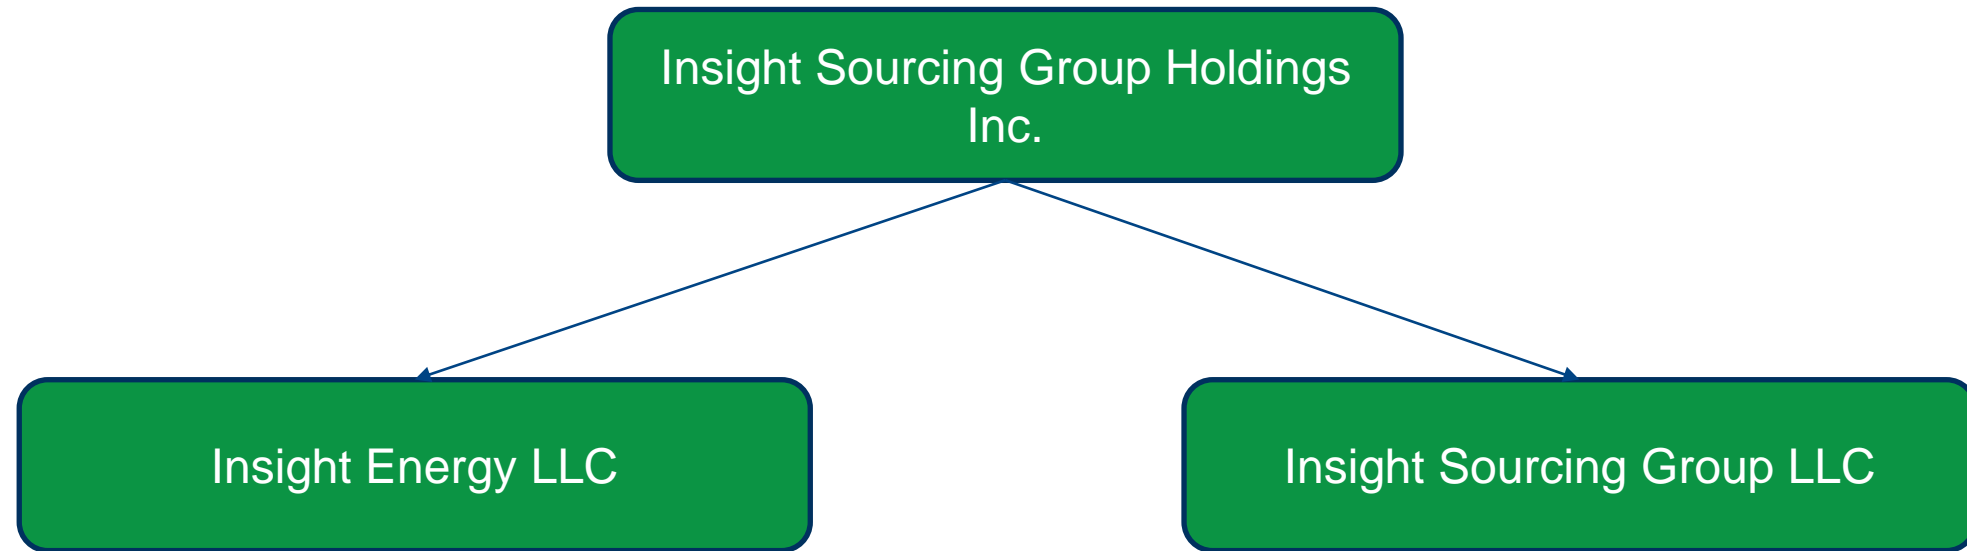 Insight Sourcing Group Holdings
Inc.
Insight Energy LLC
Insight Sourcing Group LLC